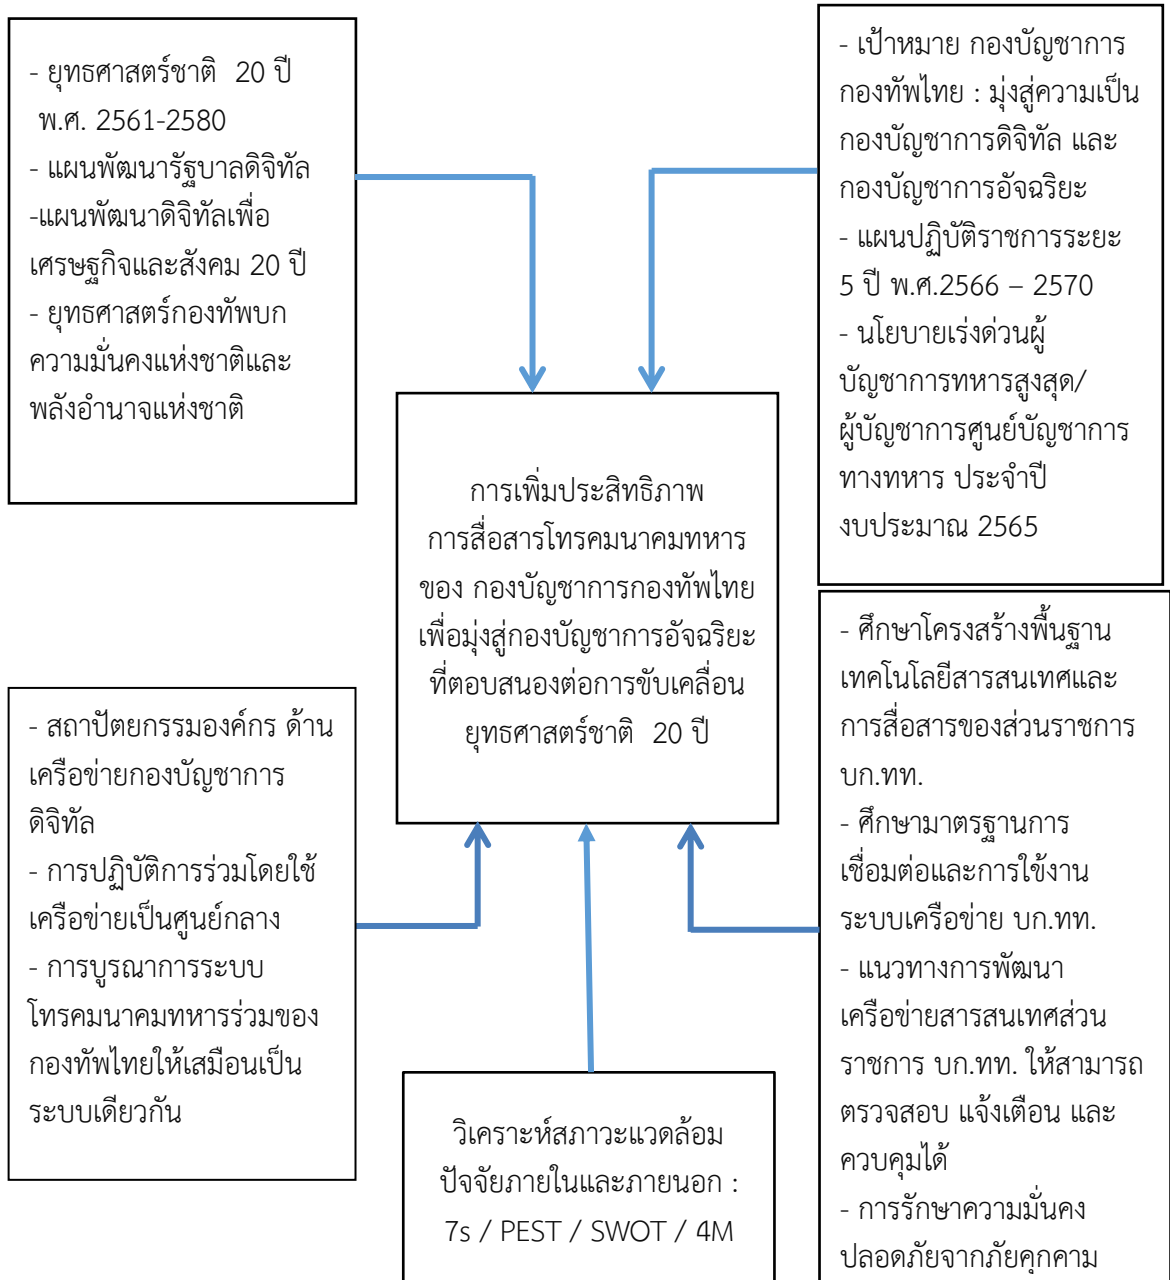 - ยุทธศาสตร์ชาติ 20 ปี
พ.ศ. 2561-2580
- แผนพัฒนารัฐบาลดิจิทัล
-แผนพัฒนาดิจิทัลเพื่อ
เศรษฐกิจและสังคม 20 ปี
- ยุทธศาสตร์กองทัพบก
ความมั่นคงแห่งชาติและ
พลังอำนาจแห่งชาติ
- เป้าหมาย กองบัญชาการ
กองทัพไทย : มุ่งสู่ความเป็น
กองบัญชาการดิจิทัล และ
กองบัญชาการอัจฉริยะ
- แผนปฏิบัติราชการระยะ
5 ปี พ.ศ.2566 – 2570
- นโยบายเร่งด่วนผู้
บัญชาการทหารสูงสุด/
ผู้บัญชาการศูนย์บัญชาการ
ทางทหาร ประจำปี
งบประมาณ 2565
การเพิ่มประสิทธิภาพ
การสื่อสารโทรคมนาคมทหาร
ของ กองบัญชาการกองทัพไทย
เพื่อมุ่งสู่กองบัญชาการอัจฉริยะ
ที่ตอบสนองต่อการขับเคลื่อน
ยุทธศาสตร์ชาติ 20 ปี
- สถาปัตยกรรมองค์กร ด้าน
เครือข่ายกองบัญชาการ
ดิจิทัล
- การปฏิบัติการร่วมโดยใช้
เครือข่ายเป็นศูนย์กลาง
- การบูรณาการระบบ
โทรคมนาคมทหารร่วมของ
กองทัพไทยให้เสมือนเป็น
ระบบเดียวกัน
วิเคราะห์สภาวะแวดล้อม
ปัจจัยภายในและภายนอก :
7s / PEST / SWOT / 4M
- ศึกษาโครงสร้างพื้นฐาน
เทคโนโลยีสารสนเทศและ
การสื่อสารของส่วนราชการ
บก.ทท.
- ศึกษามาตรฐานการ
เชื่อมต่อและการใช้งาน
ระบบเครือข่าย บก.ทท.
- แนวทางการพัฒนา
เครือข่ายสารสนเทศส่วน
ราชการ บก.ทท. ให้สามารถ
ตรวจสอบ แจ้งเตือน และ
ควบคุมได้
- การรักษาความมั่นคง
ปลอดภัยจากภัยคุกคาม